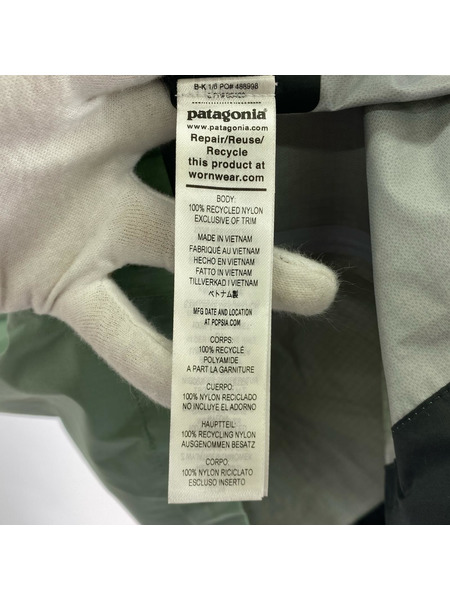 B-K 1/6 PO# 488998
patagonia®
www.patagonia.com
Repair/Reuse/
Recycle
this product at
wornwear.com
BODY:
100% RECYCLED NYLON
EXCLUSIVE OF TRIM
MADE IN VIETNAM
FABRIQUÉ AU VIETNAM
HECHO EN VIETNAM
FATTO IN VIETNAM
TILLVERKAD I VIETNAM
ベトナム製
MFG DATE AND LOCATION
AT PCPSIA.COM
CORPS:
100% RECYCLÉ
POLYAMIDE
A PART LA GARNITURE
CUERPO:
100% NYLON RECICLADO
NO INCLUYE EL ADORNO
HAUPTTEIL:
100% RECYCLING NYLON
AUSGENOMMEN BESATZ
CORPO:
100% NYLON RICICLATO
ESCLUSO INSERTO